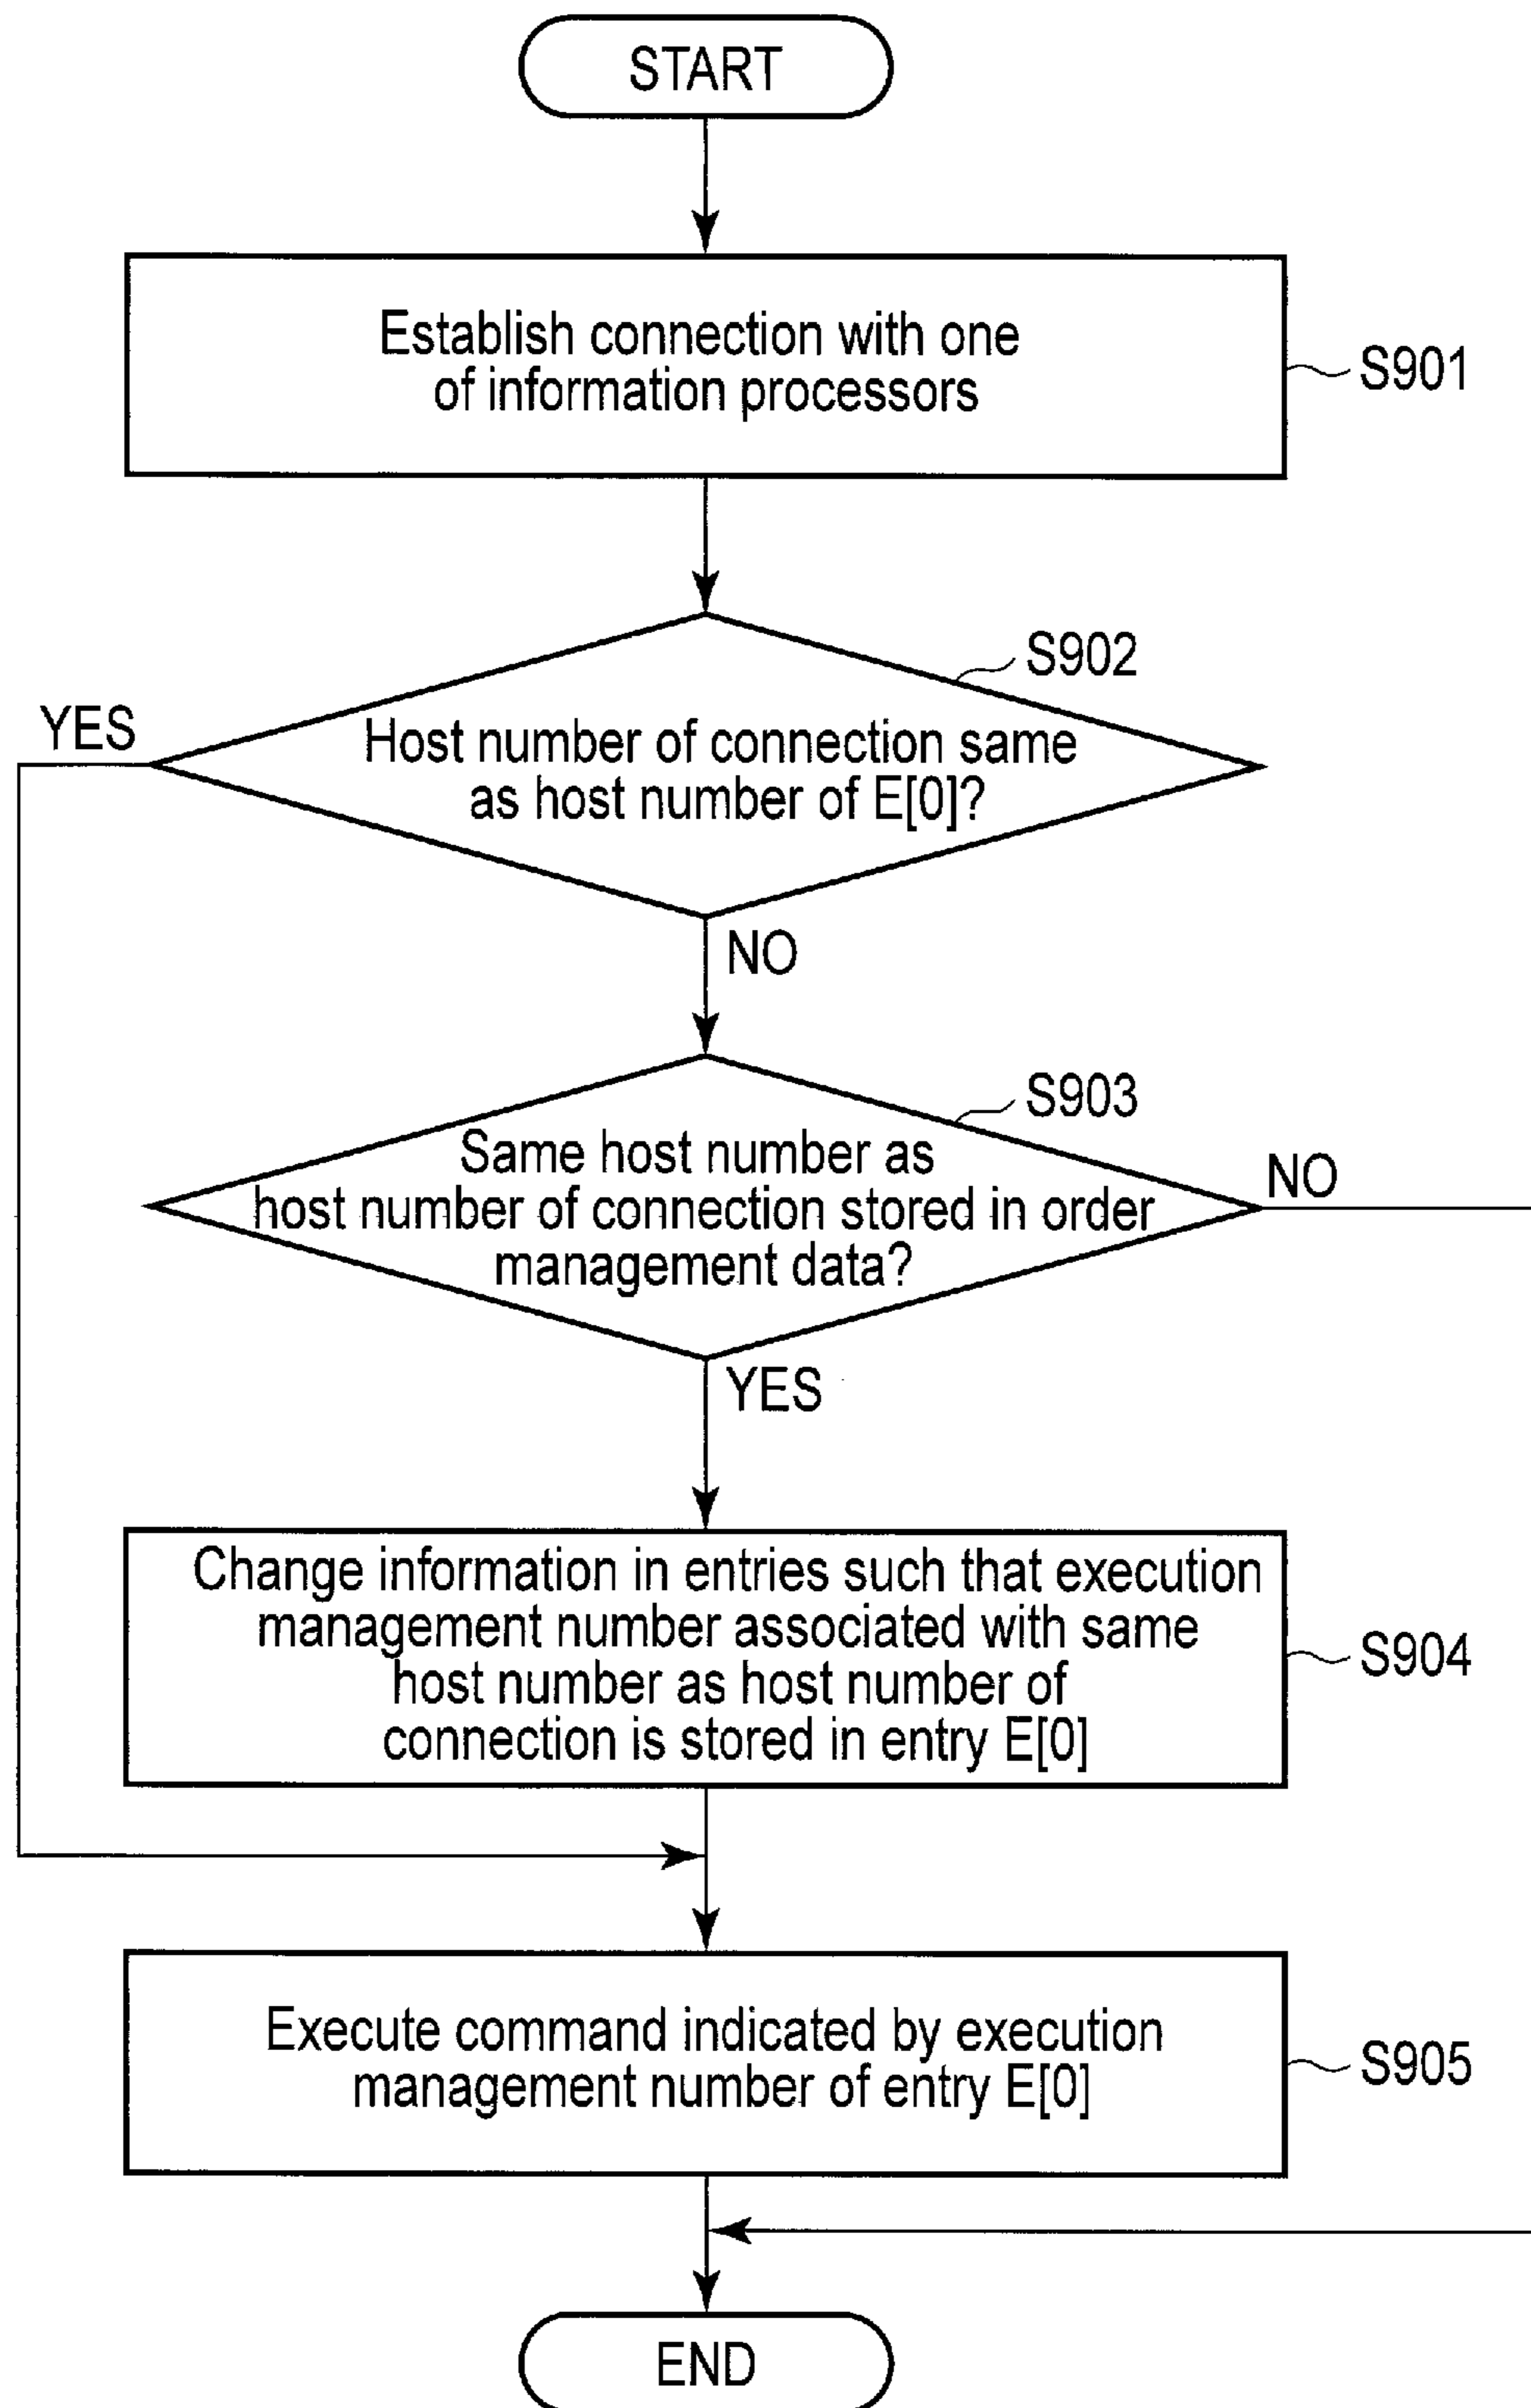 START
Establish connection with one
of information processors
S901
S902
YES
Host number of connection same
as host number of E[0]?
NO
S903
Same host number as
host number of connection stored in order
management data?
NO
YES
Change information in entries such that execution
management number associated with same
host number as host number of
connection is stored in entry E[0]
S904
Execute command indicated by execution
management number of entry E[0]
S905
END